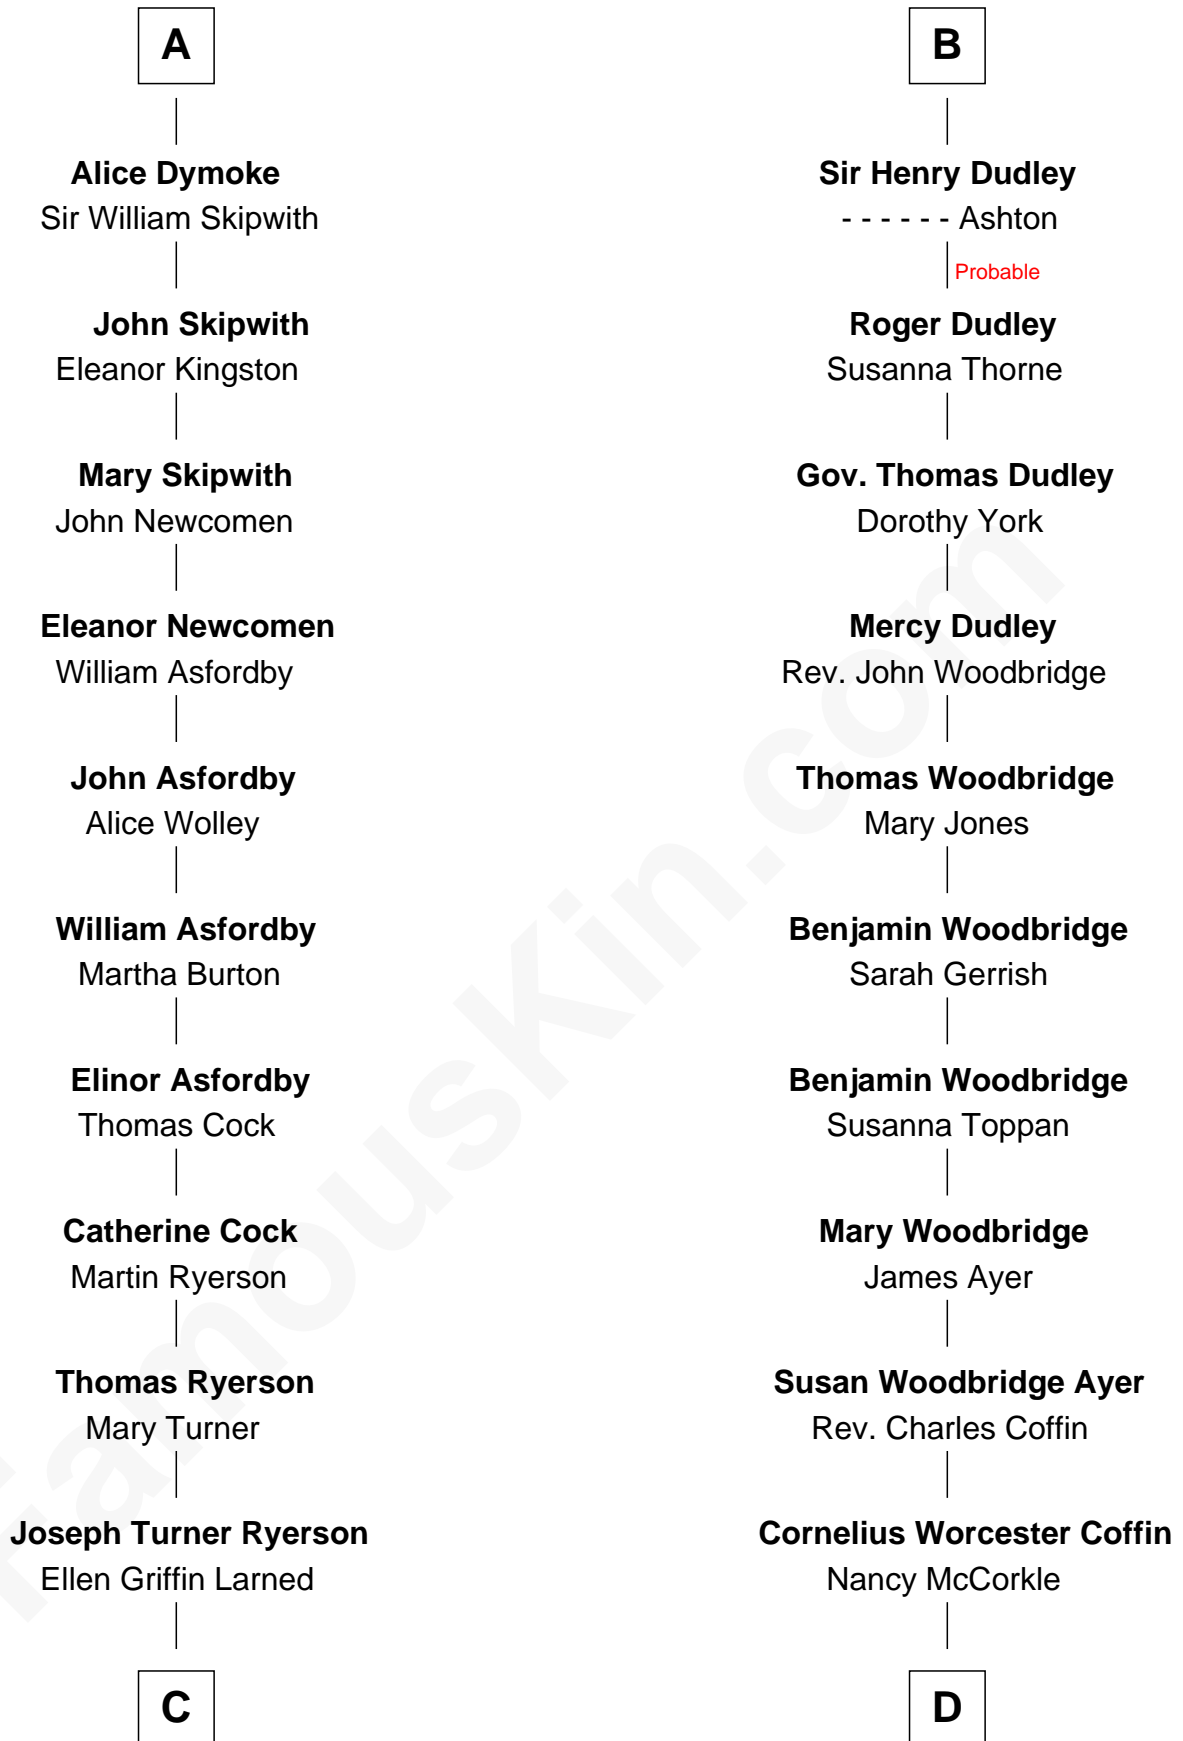 A
Alice Dymoke
Sir William Skipwith
John Skipwith
Eleanor Kingston
Mary Skipwith
John Newcomen
Eleanor Newcomen
William Asfordby
John Asfordby
Alice Wolley
William Asfordby
Martha Burton
Elinor Asfordby
Thomas Cock
Catherine Cock
Martin Ryerson
Thomas Ryerson
Mary Turner
Joseph Turner Ryerson
Ellen Griffin Larned
C
B
Sir Henry Dudley
- - - - - - Ashton
Probable
Roger Dudley
Susanna Thorne
Gov. Thomas Dudley
Dorothy York
Mercy Dudley
Rev. John Woodbridge
Thomas Woodbridge
Mary Jones
Benjamin Woodbridge
Sarah Gerrish
Benjamin Woodbridge
Susanna Toppan
Mary Woodbridge
James Ayer
Susan Woodbridge Ayer
Rev. Charles Coffin
Cornelius Worcester Coffin
Nancy McCorkle
D
FamousKin.com